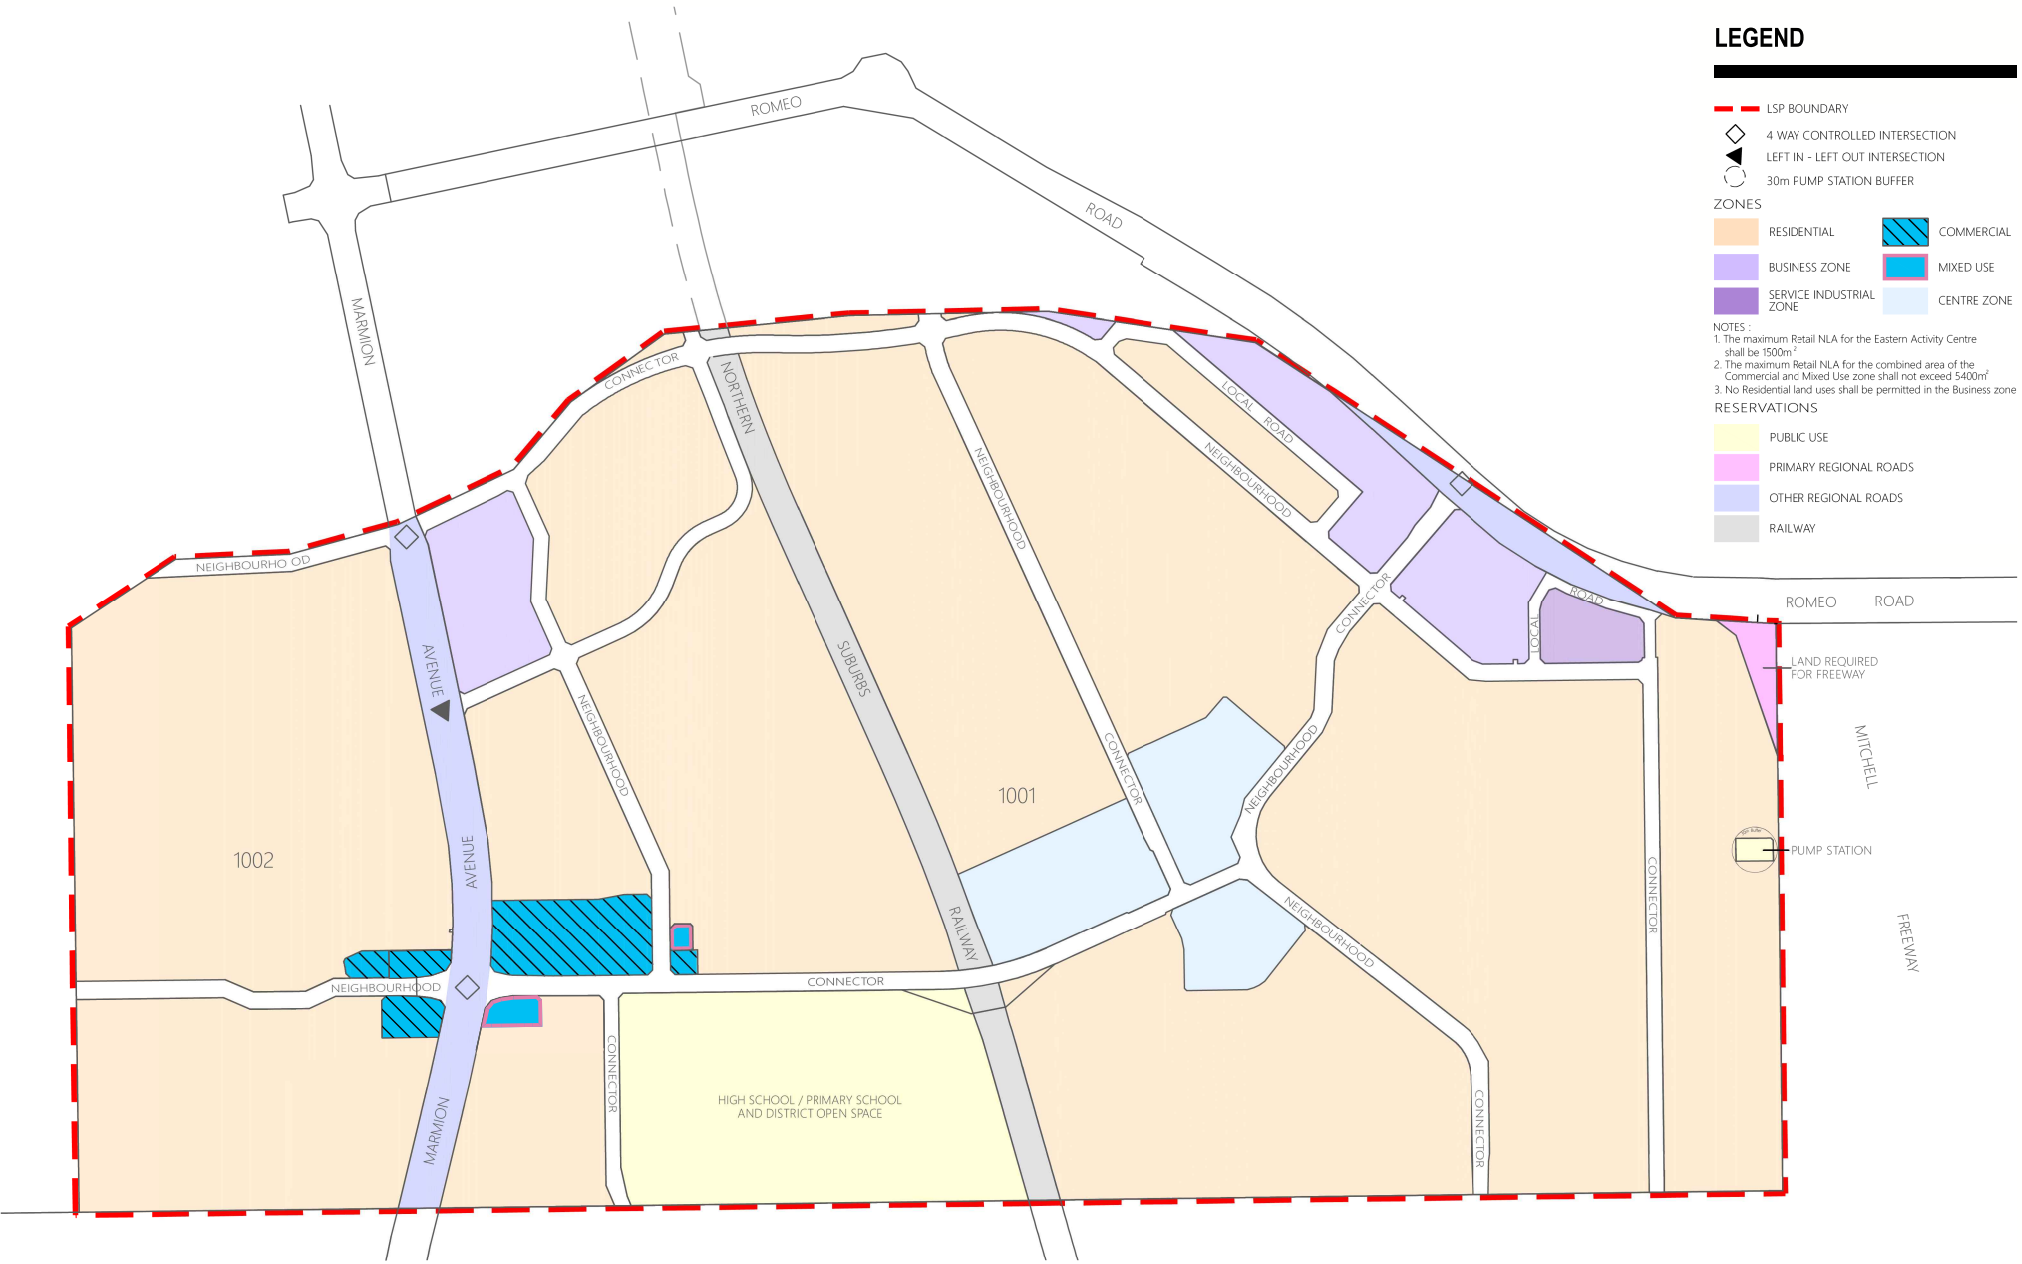 LEGEND
LSP BOUNDARY
4 WAY CONTROLLED INTERSECTION
LEFT IN - LEFT OUT INTERSECTION
30m PUMP STATION BUFFER
ZONES
RESIDENTIAL
COMMERCIAL
BUSINESS ZONE
MIXED USE
SERVICE INDUSTRIAL
ZONE
CENTRE ZONE
NOTES :
1. The maximum Retail NLA for the Eastern Activity Centre
shall be 1500m²
2. The maximum Retail NLA for the combined area of the
Commercial and Mixed Use zone shall not exceed 5400m²
3. No Residential land uses shall be permitted in the Business zone
RESERVATIONS
PUBLIC USE
PRIMARY REGIONAL ROADS
OTHER REGIONAL ROADS
RAILWAY
ROMEO
ROAD
MARMION
CONNECTOR
NORTHERN
LOCAL
ROAD
NEIGHBOURHOOD
NEIGHBOURHOOD
NEIGHBOURHO OD
CONNECTOR
ROAD
LOCAL
ROMEO ROAD
AVENUE
SUBURBS
LAND REQUIRED
FOR FREEWAY
NEIGHBOURHOOD
CONNECTOR
NEIGHBOURHOOD
MITCHELL
1001
1002
AVENUE
PUMP STATION
CONNECTOR
RAILWAY
NEIGHBOURHOOD
FREEWAY
NEIGHBOURHOOD
CONNECTOR
CONNECTOR
HIGH SCHOOL / PRIMARY SCHOOL
AND DISTRICT OPEN SPACE
MARMION
CONNECTOR